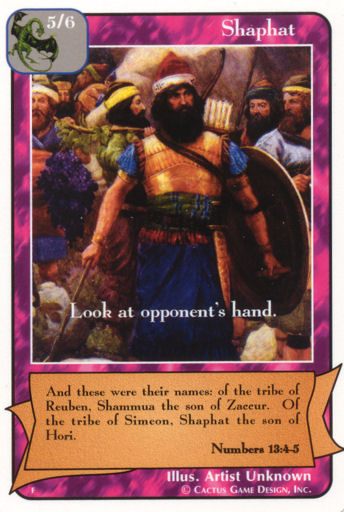 5/6
Shaphat
Look at opponent's hand.
And these were their names: of the tribe of
Reuben, Shammua the son of Zaccur. Of
the tribe of Simeon, Shaphat the son of
Hori.
Numbers 13:4-5
Illus. Artist Unknown
F
© Cactus Game Design, Inc.